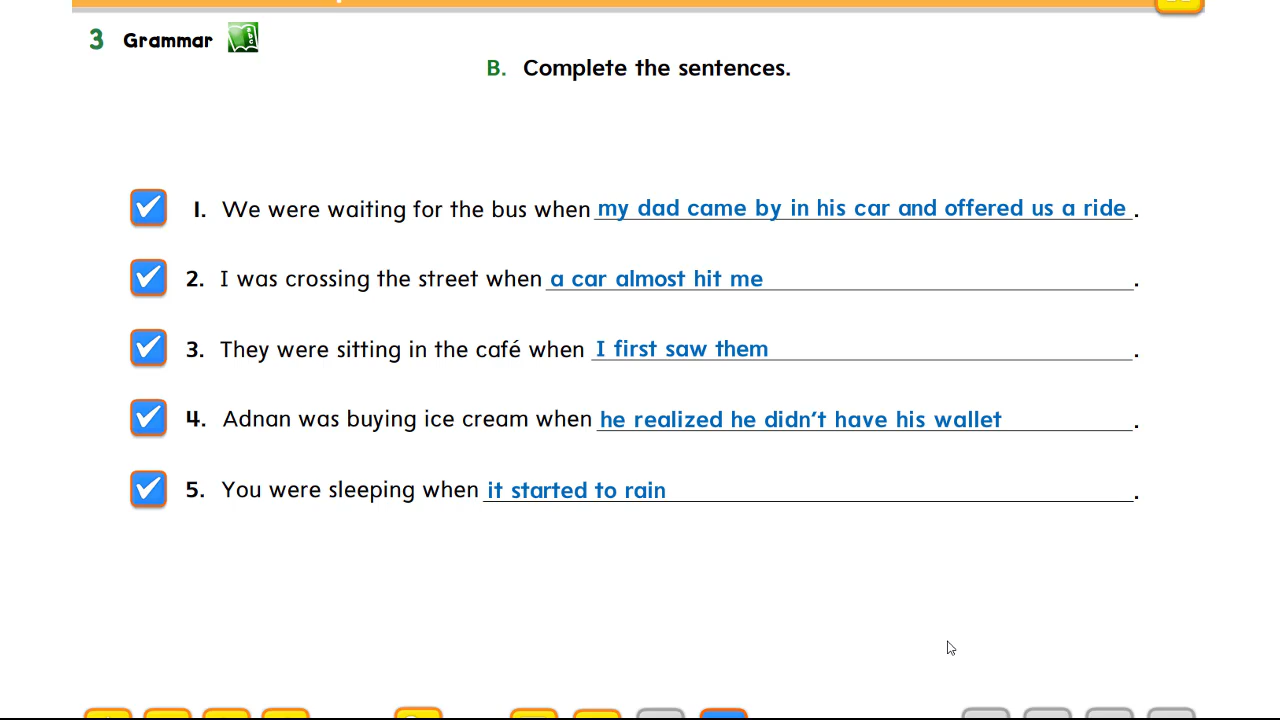 3 Grammar
B. Complete the sentences.
1. We were waiting for the bus when my dad came by in his car and offered us a ride.
2. I was crossing the street when a car almost hit me.
3. They were sitting in the café when I first saw them.
4. Adnan was buying ice cream when he realized he didn't have his wallet.
5. You were sleeping when it started to rain.